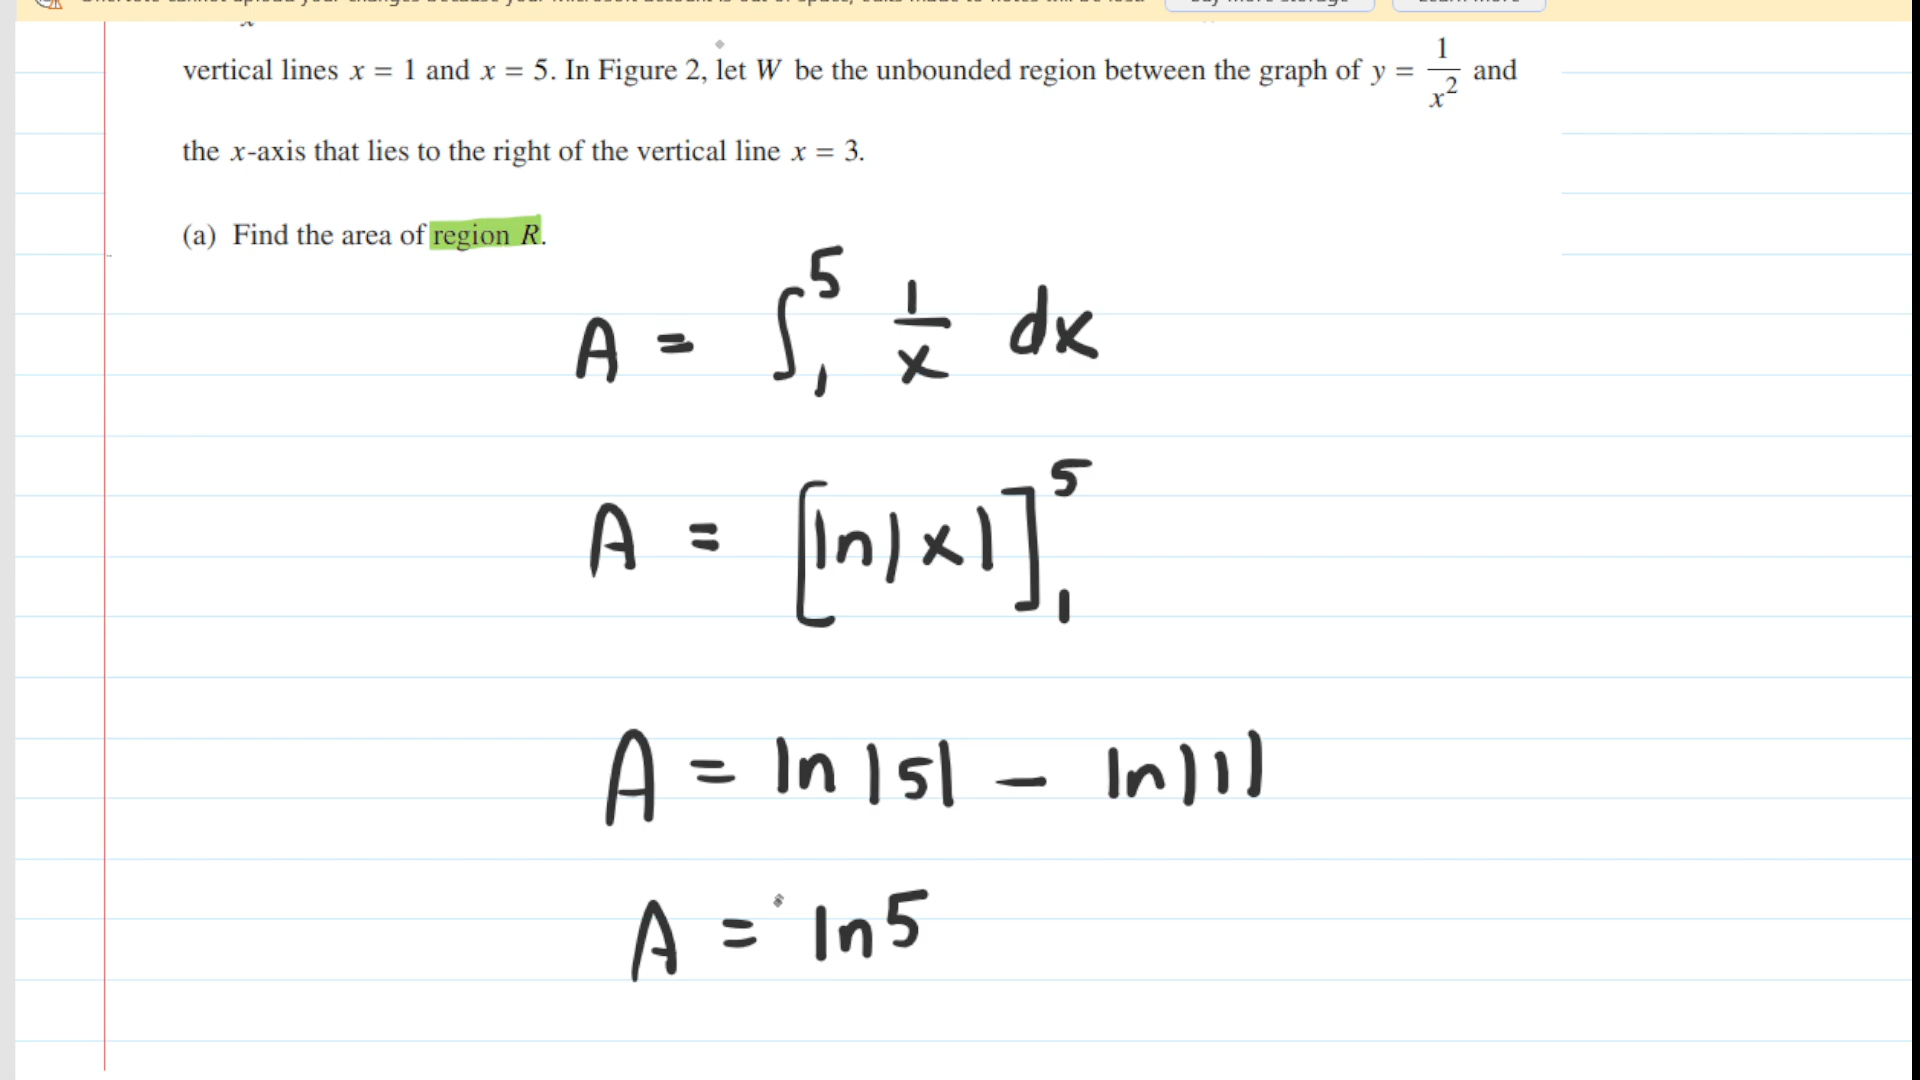 vertical lines x = 1 and x = 5. In Figure 2, let W be the unbounded region between the graph of y = 1/x² and
the x-axis that lies to the right of the vertical line x = 3.
(a) Find the area of region R.
A = ∫₁⁵ 1/x dx
A = [ln|x|]₁⁵
A = ln|5| - ln|1|
A = ln5